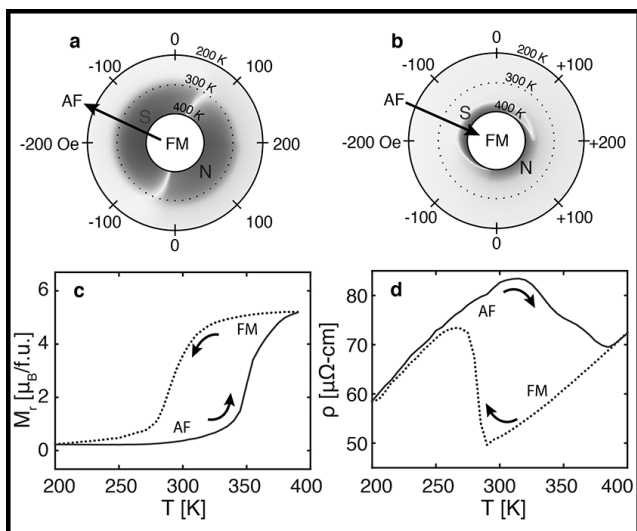 a
0
-100
100
200 K
300 K
400 K
AF
S
FM
-200 Oe
200
N
-100
100
0
b
0
-100
+100
200 K
300 K
400 K
AF
S
FM
-200 Oe
+200
N
-100
+100
0
c
6
4
2
0
Mr [μB/f.u.]
FM
AF
200 250 300 350 400
T [K]
d
80
70
60
50
ρ [μΩ-cm]
AF
FM
200 250 300 350 400
T [K]